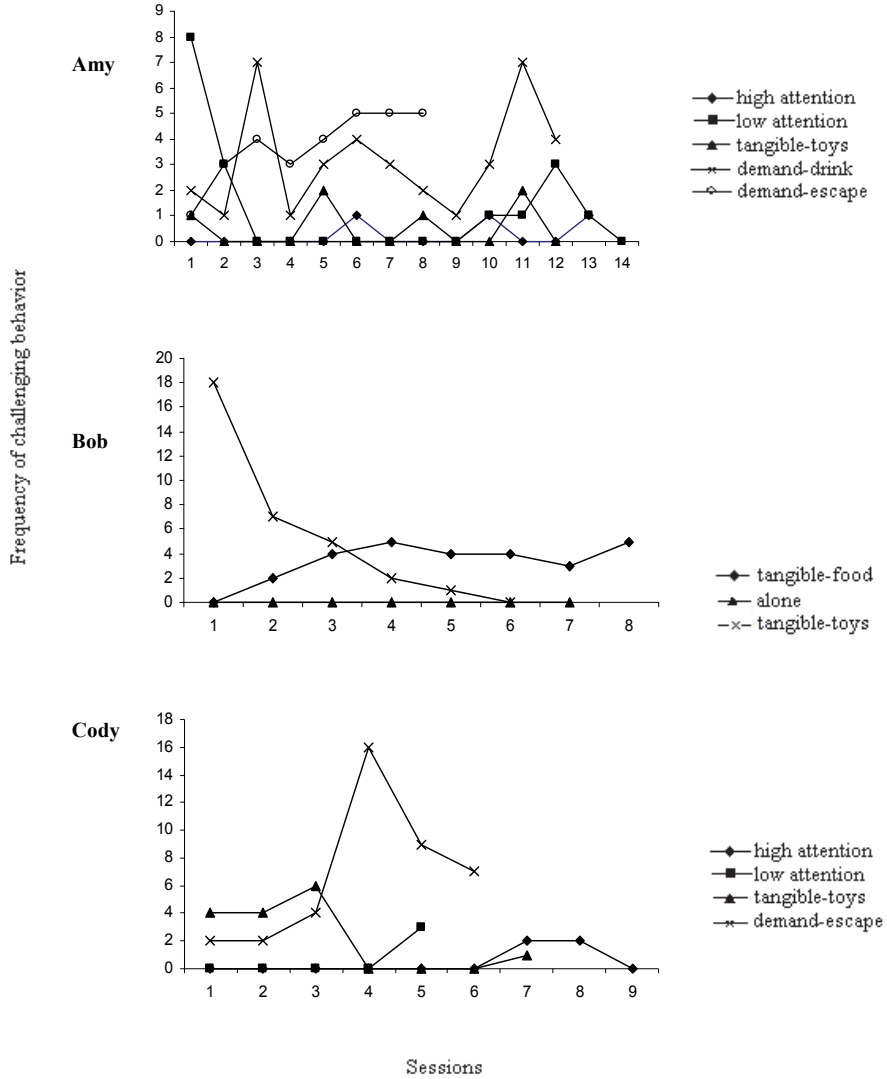 Amy
9
8
7
6
5
4
3
2
1
0
1 2 3 4 5 6 7 8 9 10 11 12 13 14
high attention
low attention
tangible-toys
demand-drink
demand-escape
Frequency of challenging behavior
Bob
20
18
16
14
12
10
8
6
4
2
0
1 2 3 4 5 6 7 8
tangible-food
alone
tangible-toys
Cody
18
16
14
12
10
8
6
4
2
0
1 2 3 4 5 6 7 8 9
high attention
low attention
tangible-toys
demand-escape
Sessions